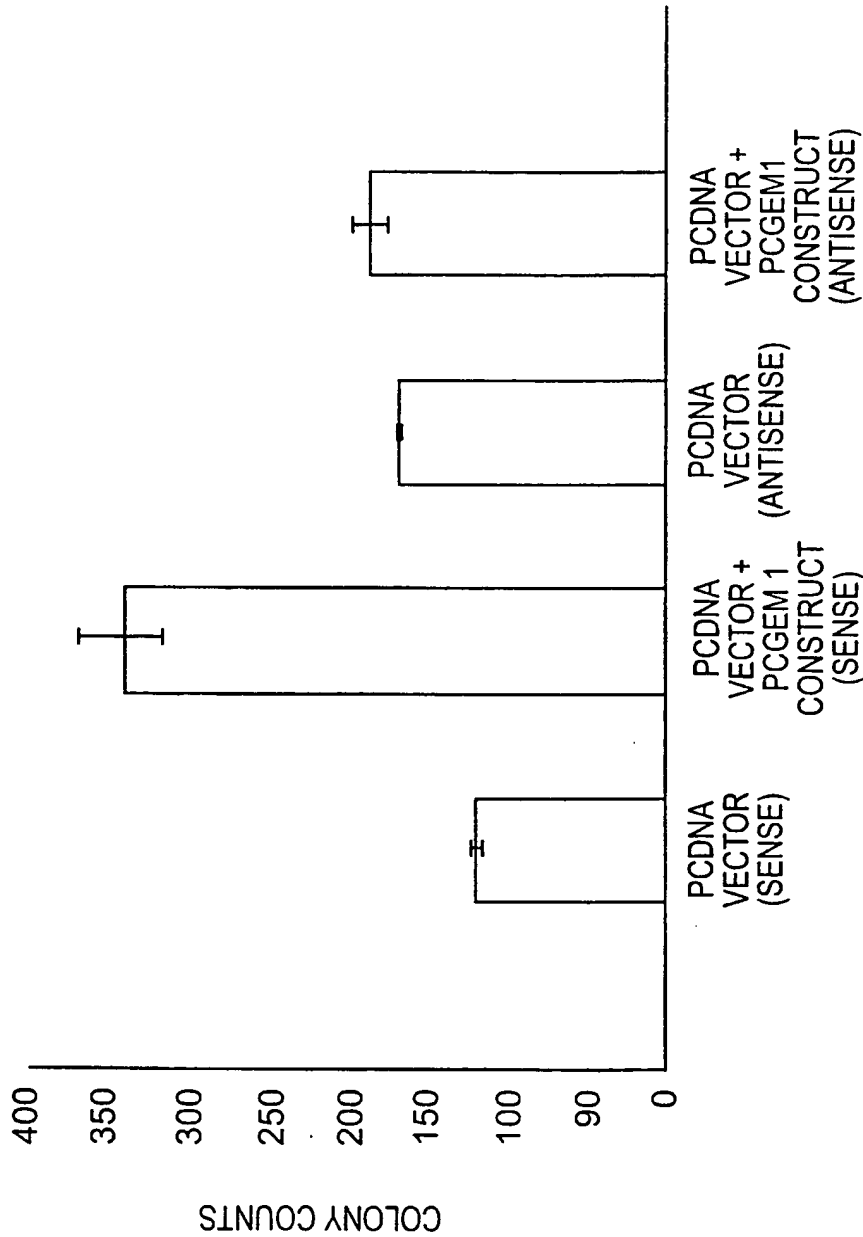 COLONY COUNTS
400
350
300
250
200
150
100
90
0
PCDNA
VECTOR
(SENSE)
PCDNA
VECTOR +
PCGEM 1
CONSTRUCT
(SENSE)
PCDNA
VECTOR
(ANTISENSE)
PCDNA
VECTOR +
PCGEM1
CONSTRUCT
(ANTISENSE)